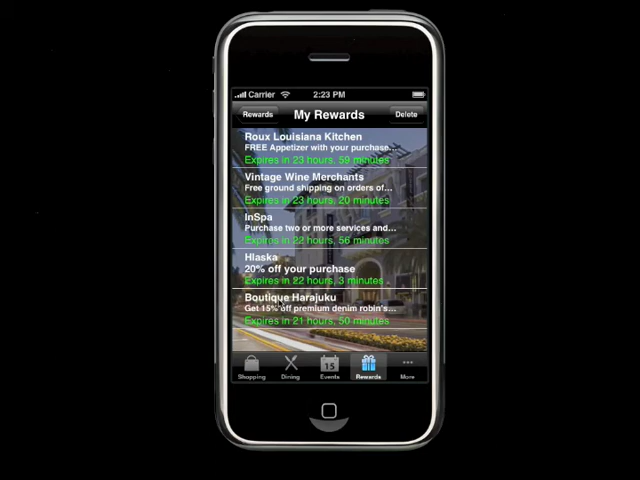 Carrier 2:23 PM
Rewards My Rewards Delete
Roux Louisiana Kitchen
FREE Appetizer with your purchase...
Expires in 23 hours, 59 minutes
Vintage Wine Merchants
Free ground shipping on orders of...
Expires in 23 hours, 20 minutes
InSpa
Purchase two or more services and...
Expires in 22 hours, 56 minutes
Hlaska
20% off your purchase
Expires in 22 hours, 3 minutes
Boutique Harajuku
Get 15% off premium denim robin's...
Expires in 21 hours, 50 minutes
15
Shopping Dining Events Rewards More